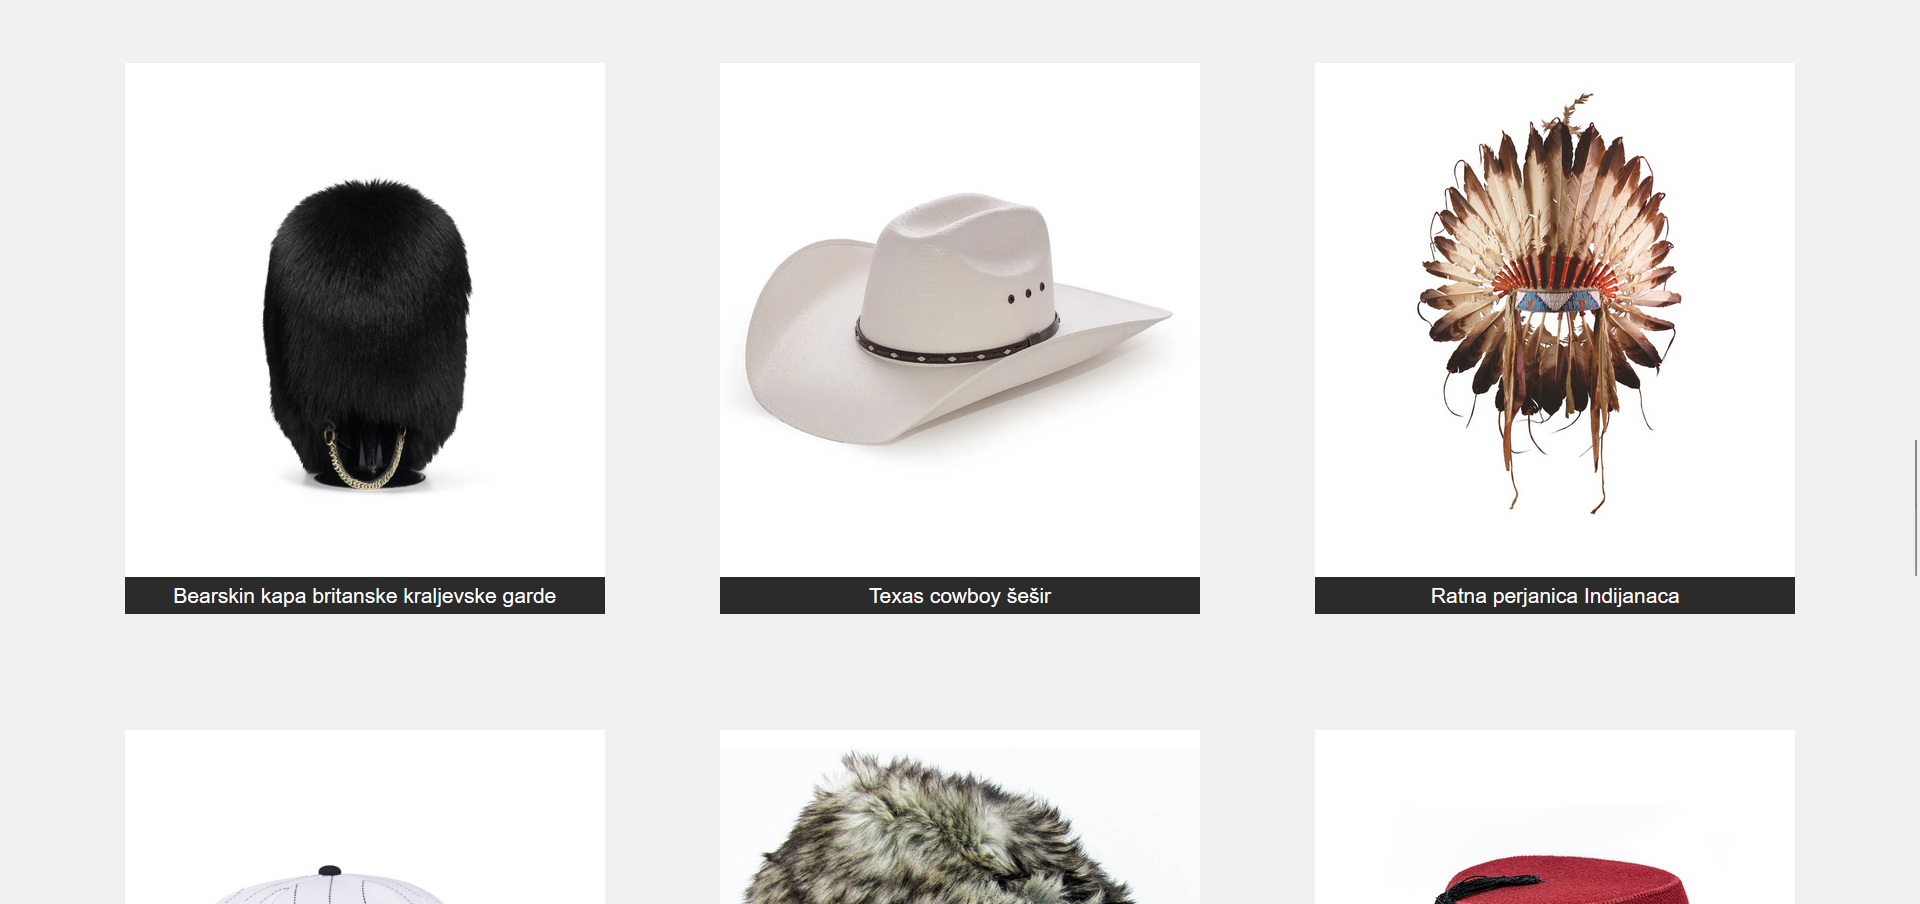 Bearskin kapa britanske kraljevske garde
Texas cowboy šešir
Ratna perjanica Indijanaca